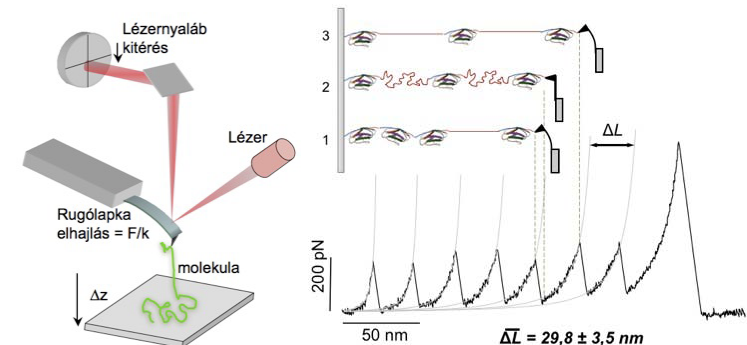 Lézernyaláb
kitérés
Lézer
Rugólapka
elhajlás = F/k
molekula
Δz
3
2
1
ΔL
200 pN
50 nm
ΔL̅ = 29,8 ± 3,5 nm